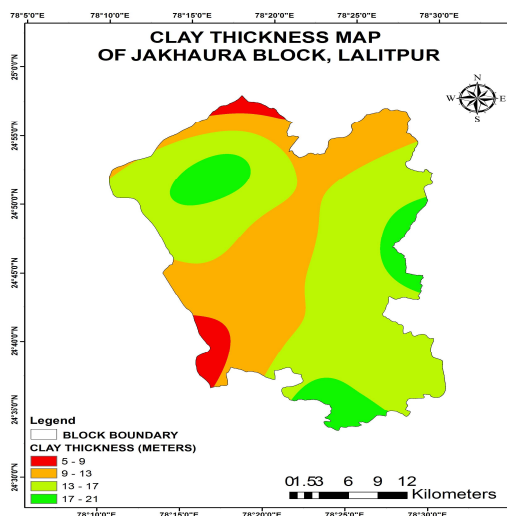 78°5'0"E 78°10'0"E 78°15'0"E 78°20'0"E 78°25'0"E 78°30'0"E
CLAY THICKNESS MAP
OF JAKHAURA BLOCK, LALITPUR
N
W E
S
25°0'0"N
24°55'0"N
24°50'0"N
24°45'0"N
24°40'0"N
24°35'0"N
24°30'0"N
Legend
BLOCK BOUNDARY
CLAY THICKNESS (METERS)
5 - 9
9 - 13
13 - 17
17 - 21
01.53 6 9 12
Kilometers
78°10'0"E 78°15'0"E 78°20'0"E 78°25'0"E 78°30'0"E